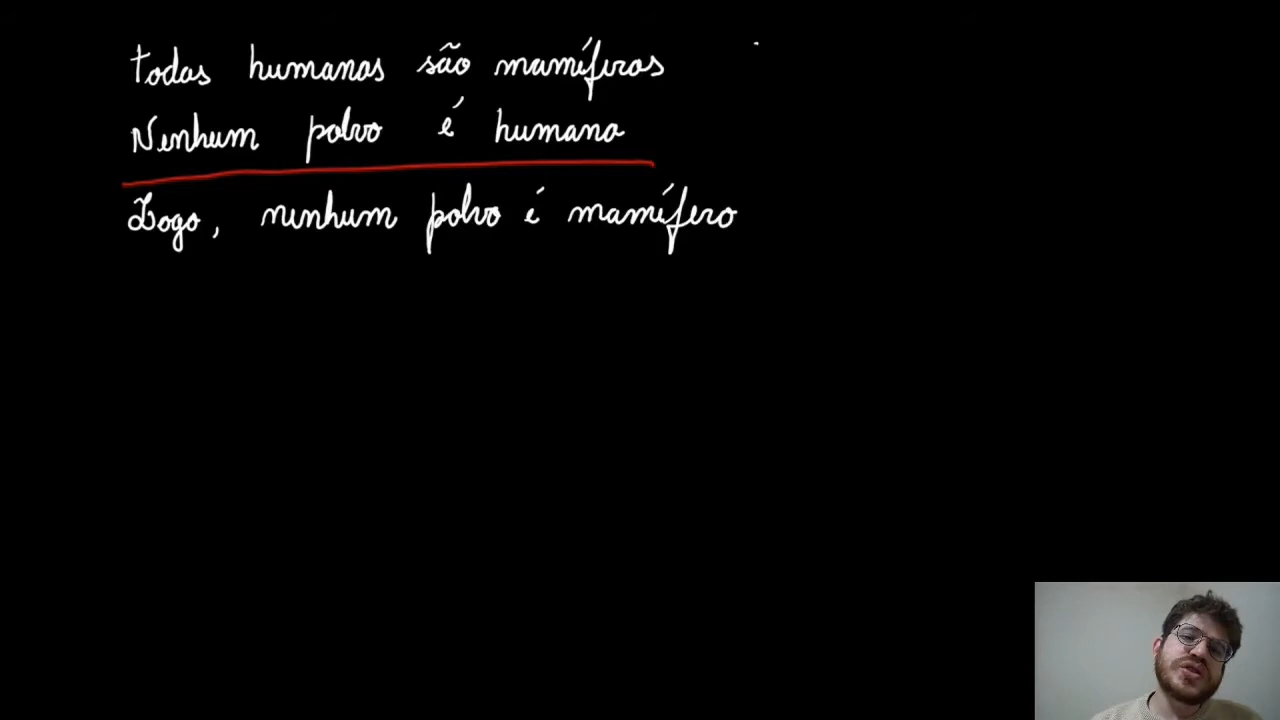 Todos humanos são mamíferos
Nenhum polvo é humano
Logo, nenhum polvo é mamífero